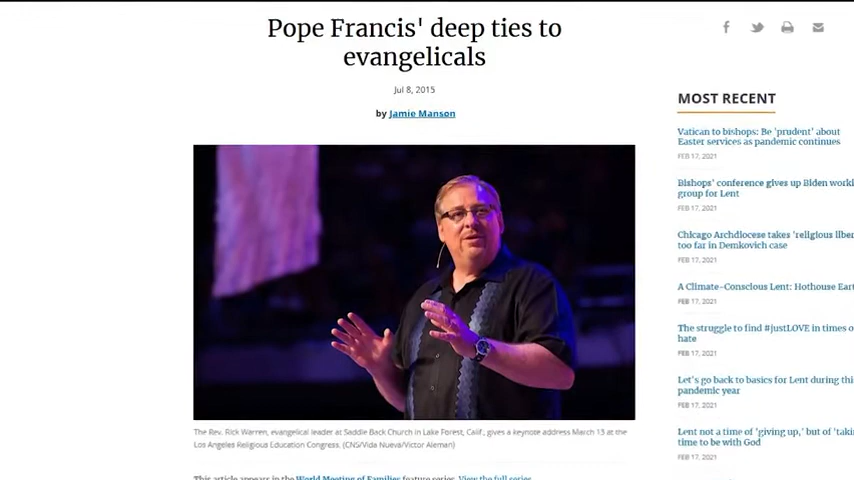 Pope Francis' deep ties to
evangelicals
Jul 8, 2015
by Jamie Manson
The Rev. Rick Warren, evangelical leader at Saddle Back Church in Lake Forest, Calif., gives a keynote address March 13 at the
Los Angeles Religious Education Congress. (CNS/Vida Nueva/Victor Aleman)
This article appears in the World Meeting of Families feature series. View the full series.
MOST RECENT
Vatican to bishops: Be 'prudent' about
Easter services as pandemic continues
FEB 17, 2021
Bishops' conference gives up Biden worki
group for Lent
FEB 17, 2021
Chicago Archdiocese takes 'religious liber
too far in Demkovich case
FEB 17, 2021
A Climate-Conscious Lent: Hothouse Eart
FEB 17, 2021
The struggle to find #justLOVE in times o
hate
FEB 17, 2021
Let's go back to basics for Lent during thi
pandemic year
FEB 17, 2021
Lent not a time of 'giving up,' but of 'takin
time to be with God
FEB 17, 2021